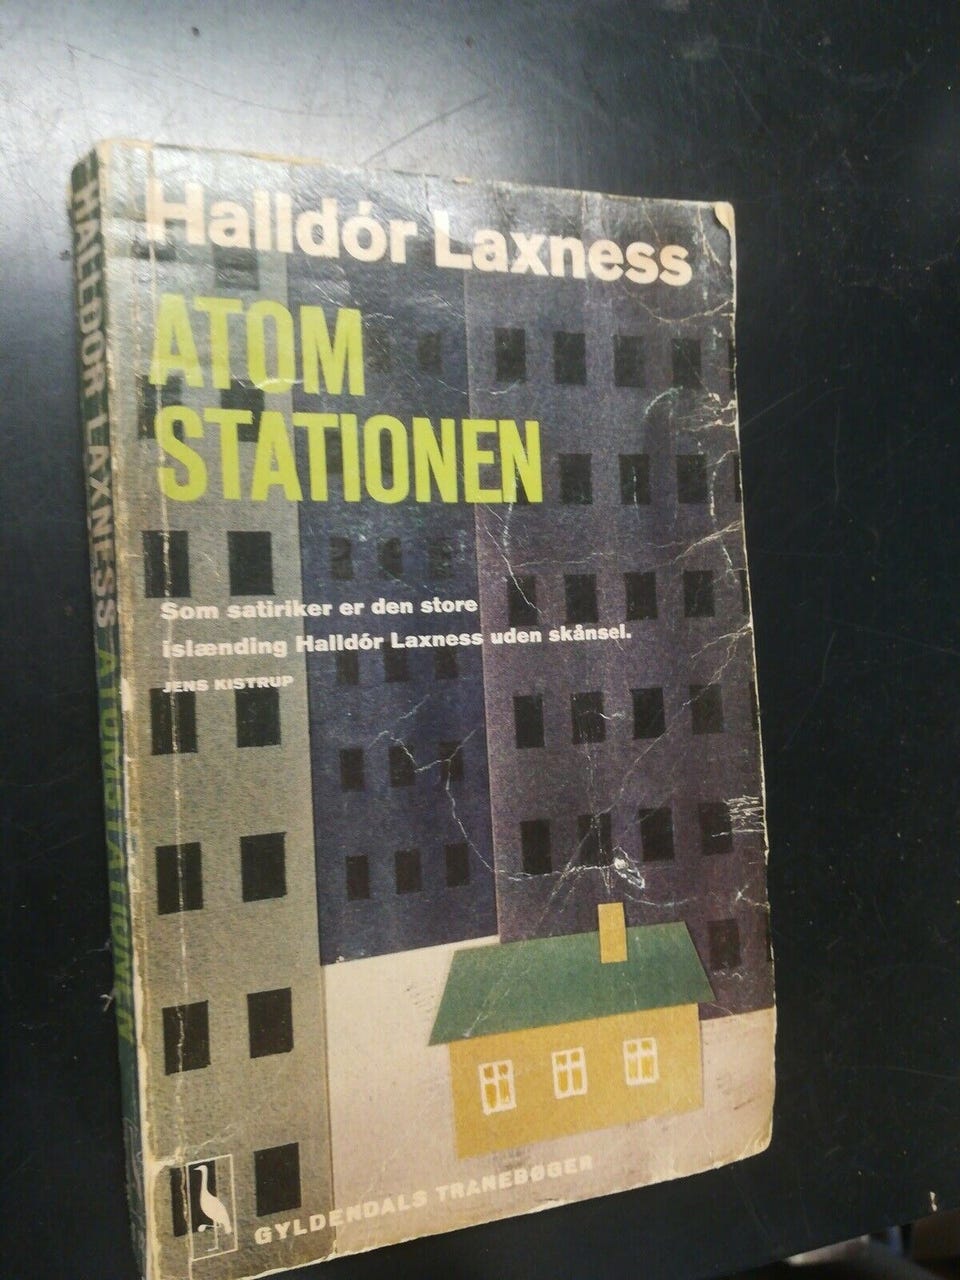 Halldór Laxness
ATOM
STATIONEN
Som satiriker er den store
islænding Halldór Laxness uden skånsel.
JENS KISTRUP
GYLDENDALS TRANEBØGER
HALLDÓR LAXNESS ATOMSTATIONEN